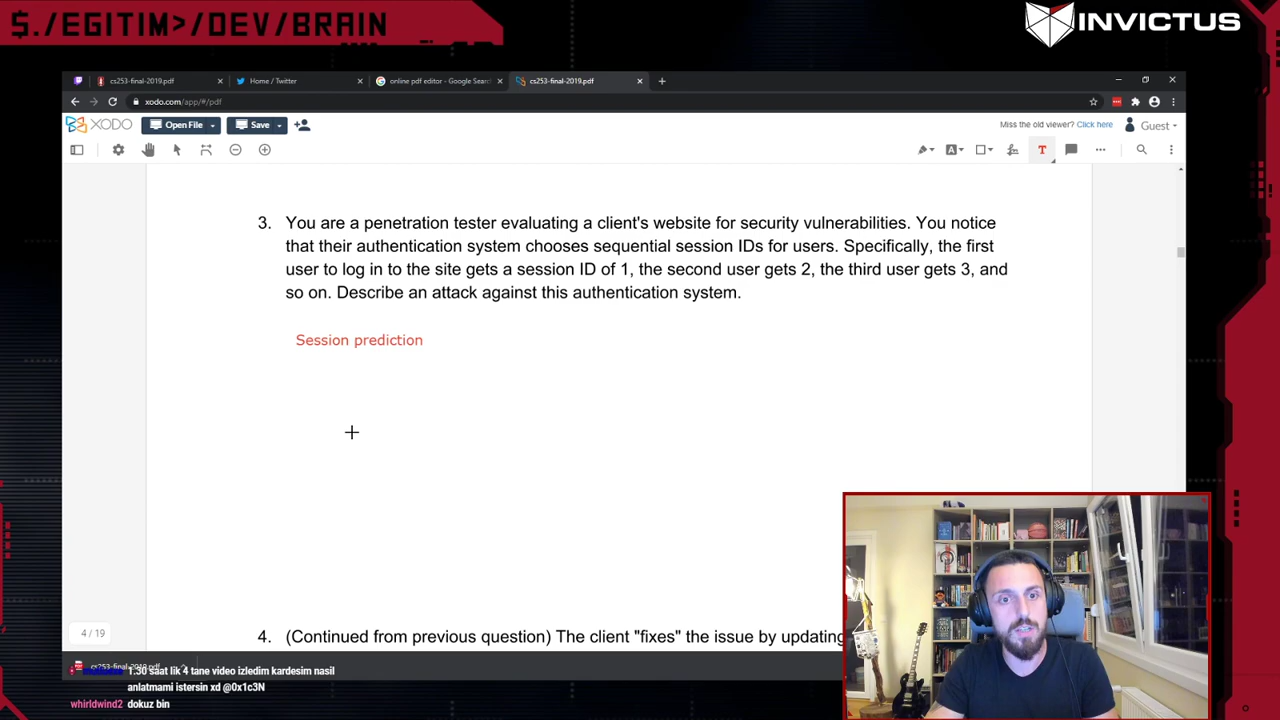 $./EGITIM>/DEV/BRAIN
INVICTUS
cs253-final-2019.pdf
Home / Twitter
online pdf editor - Google Searc
cs253-final-2019.pdf
xodo.com/app/#/pdf
XODO
Open File
Save
Miss the old viewer? Click here
Guest
A
T
3. You are a penetration tester evaluating a client's website for security vulnerabilities. You notice
that their authentication system chooses sequential session IDs for users. Specifically, the first
user to log in to the site gets a session ID of 1, the second user gets 2, the third user gets 3, and
so on. Describe an attack against this authentication system.
Session prediction
4. (Continued from previous question) The client "fixes" the issue by updating
4 / 19
cs253-final-2019.pdf
1.30 saat lik 4 tane video izledim kardesim nasil
anlatmami istersin xd @0x1c3N
whirldwind2 dokuz bin